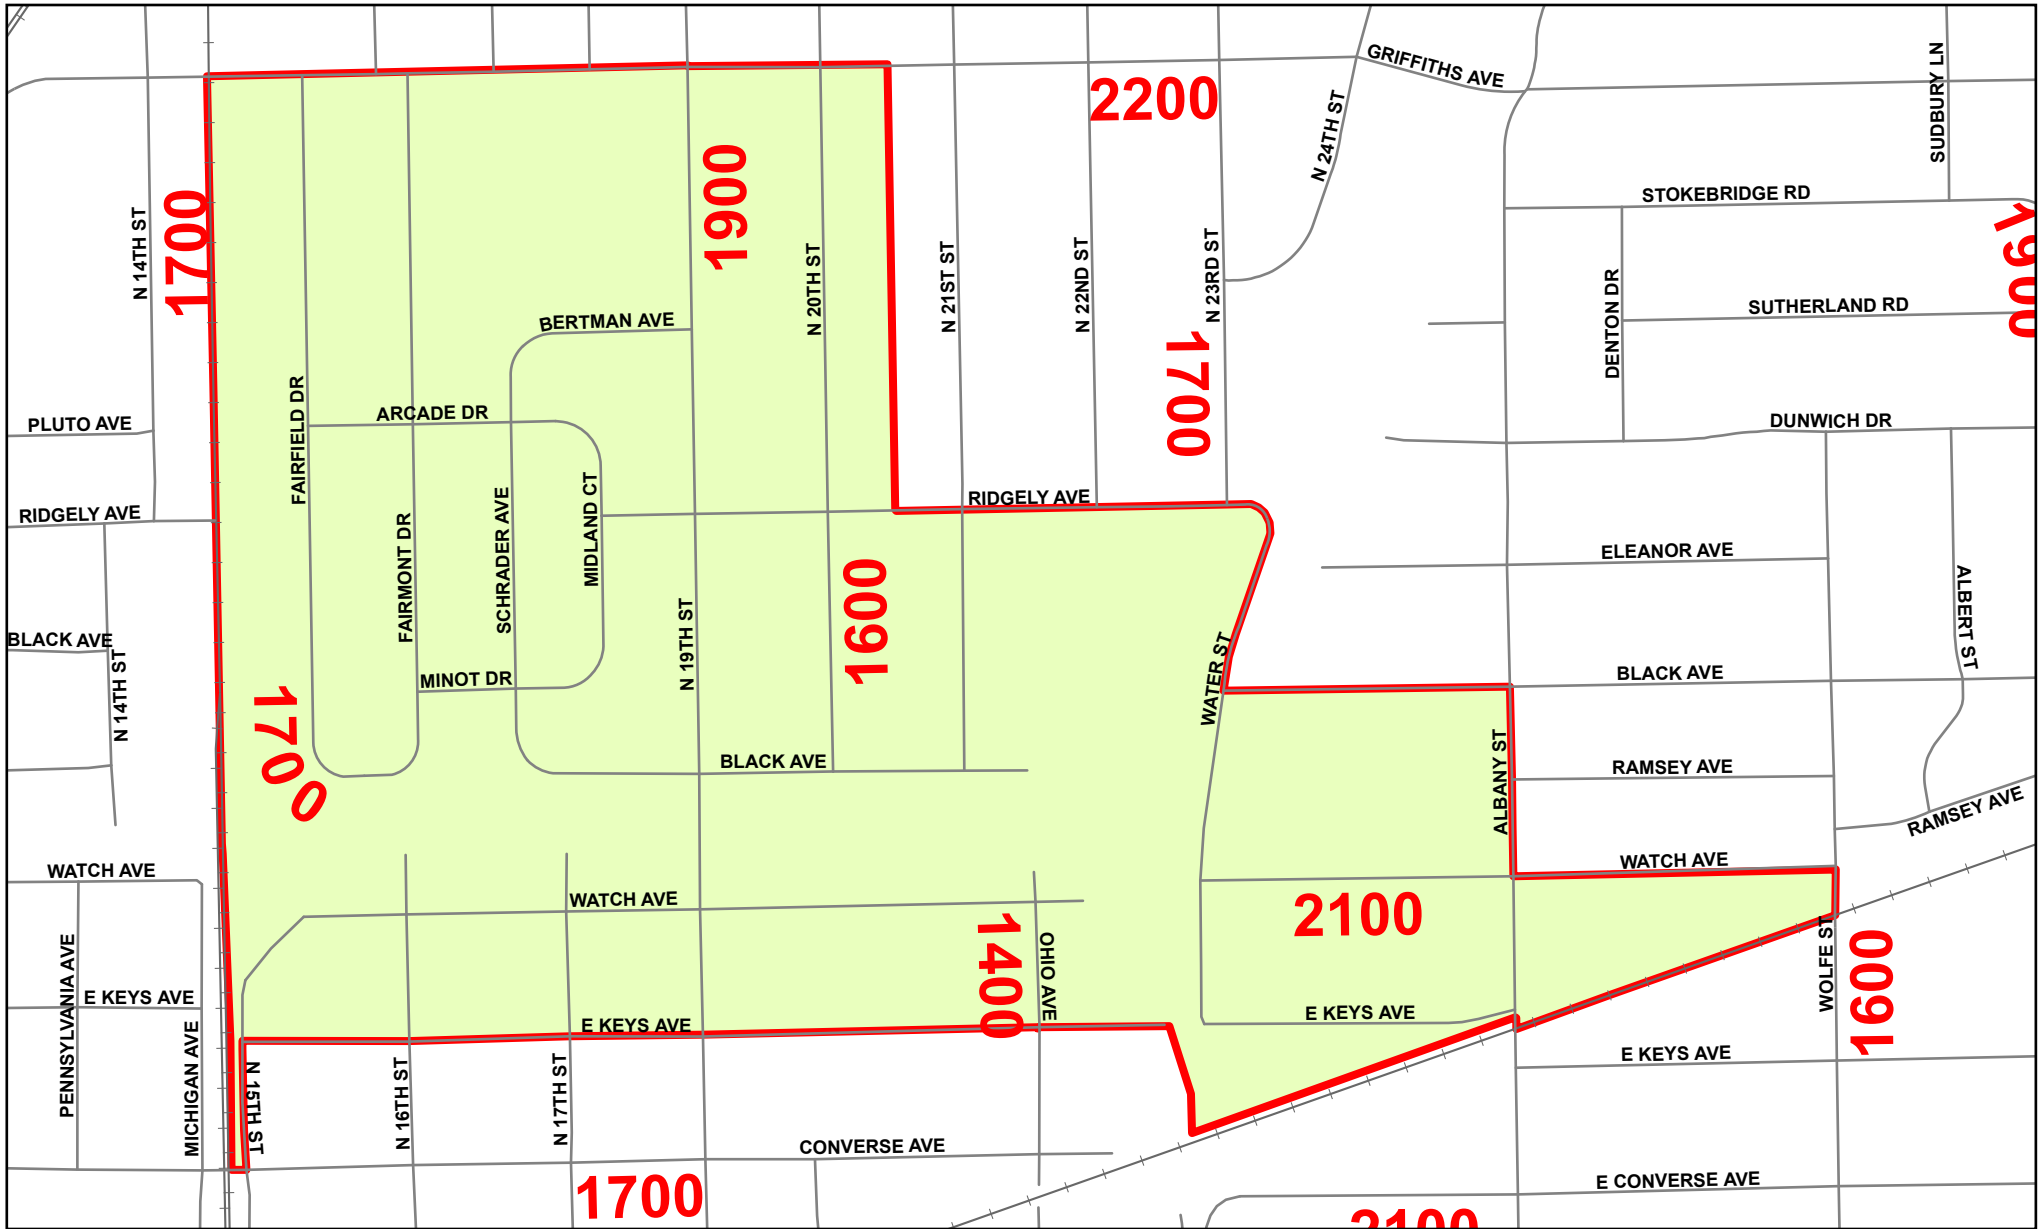 GRIFFITHS AVE
SUDBURY LN
2200
N 24TH ST
1900
STOKEBRIDGE RD
1700
N 14TH ST
N 20TH ST
N 21ST ST
N 22ND ST
N 23RD ST
1900
DENTON DR
SUTHERLAND RD
BERTMAN AVE
1700
FAIRFIELD DR
ARCADE DR
PLUTO AVE
DUNWICH DR
RIDGELY AVE
RIDGELY AVE
FAIRMONT DR
SCHRADER AVE
MIDLAND CT
ELEANOR AVE
1600
N 19TH ST
ALBERT ST
BLACK AVE
N 14TH ST
MINOT DR
WATER ST
BLACK AVE
1700
BLACK AVE
ALBANY ST
RAMSEY AVE
RAMSEY AVE
WATCH AVE
WATCH AVE
WATCH AVE
2100
1400
OHIO AVE
PENNSYLVANIA AVE
E KEYS AVE
WOLFE ST
1600
E KEYS AVE
E KEYS AVE
E KEYS AVE
MICHIGAN AVE
N 15TH ST
N 16TH ST
N 17TH ST
CONVERSE AVE
E CONVERSE AVE
1700
2100